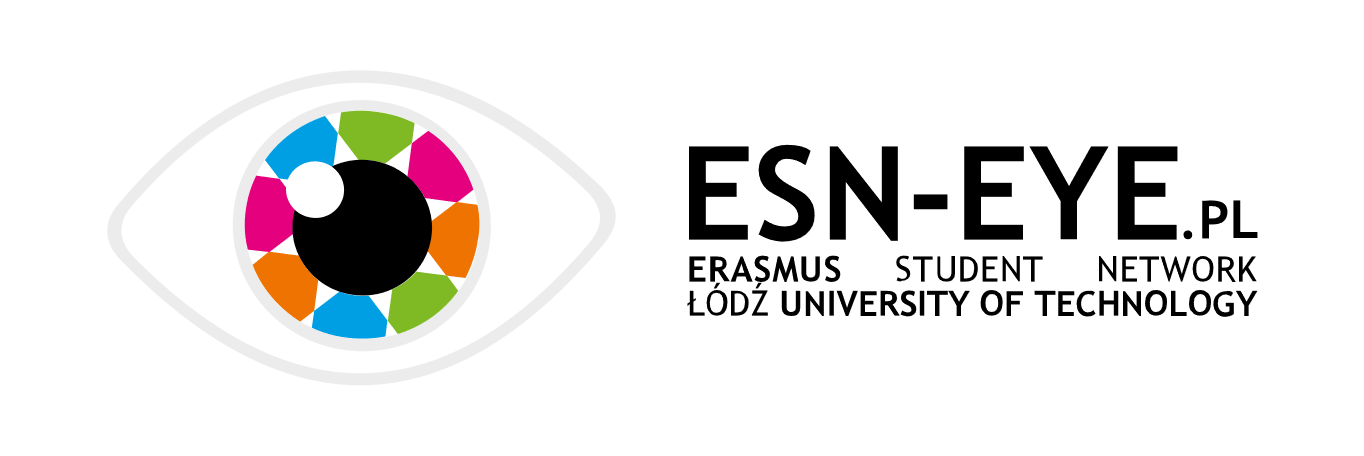 ESN-EYE.PL
ERASMUS STUDENT NETWORK
ŁÓDŹ UNIVERSITY OF TECHNOLOGY